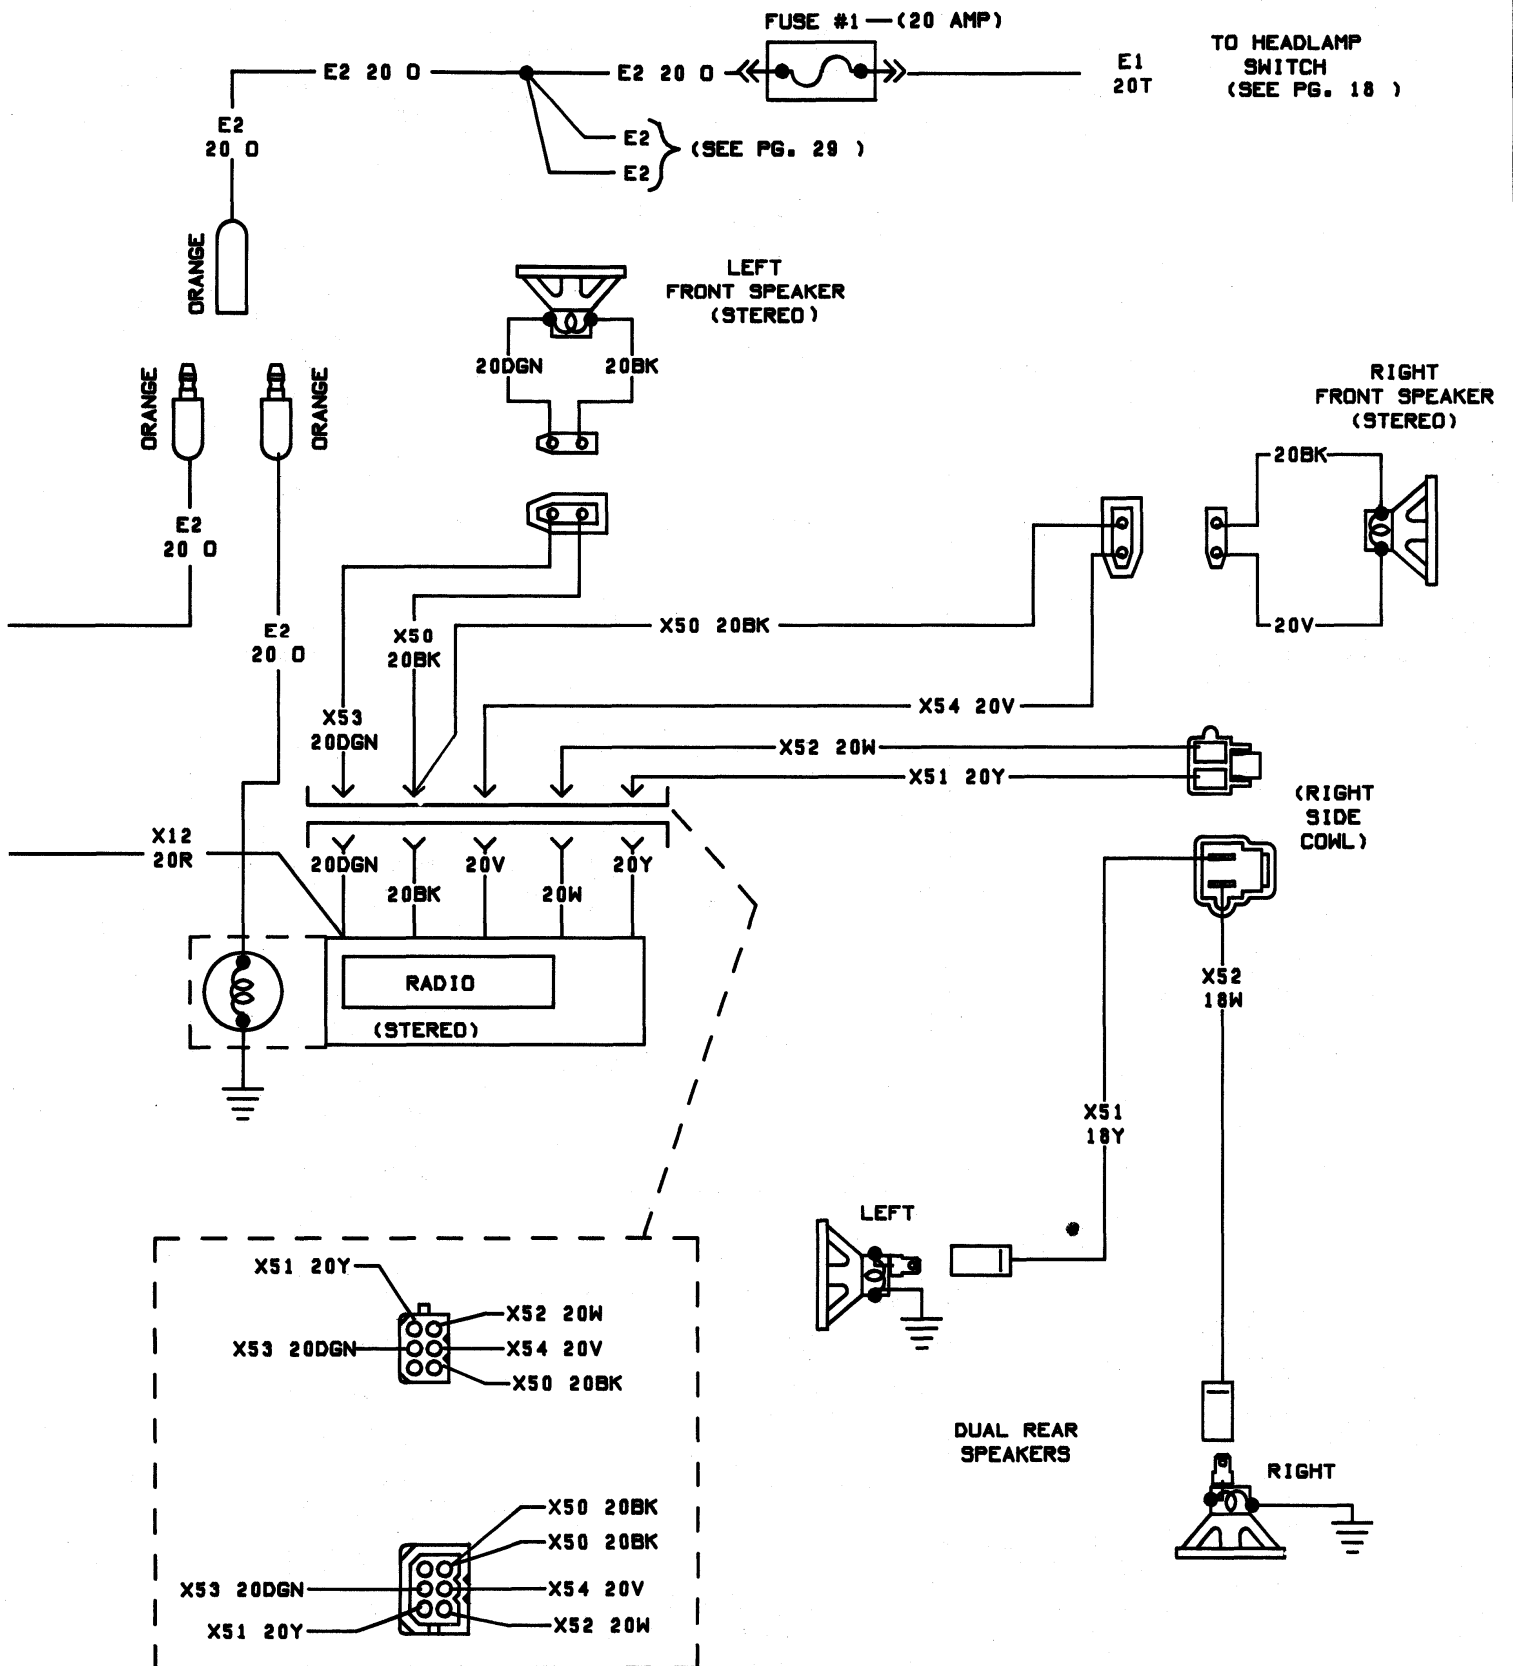 FUSE #1—(20 AMP)
E2 20 O
E2 20 O
E1
20T
TO HEADLAMP
SWITCH
(SEE PG. 18 )
E2
20 O
E2
E2
(SEE PG. 29 )
ORANGE
LEFT
FRONT SPEAKER
(STEREO)
20DGN
20BK
ORANGE
ORANGE
RIGHT
FRONT SPEAKER
(STEREO)
20BK
20V
E2
20 O
E2
20 O
X50
20BK
X50 20BK
X53
20DGN
X54 20V
X52 20W
X51 20Y
(RIGHT
SIDE
COWL)
X12
20R
20DGN
20BK
20V
20W
20Y
RADIO
(STEREO)
X52
18W
X51
18Y
LEFT
X51 20Y
X52 20W
X53 20DGN
X54 20V
X50 20BK
DUAL REAR
SPEAKERS
RIGHT
X50 20BK
X50 20BK
X53 20DGN
X54 20V
X51 20Y
X52 20W